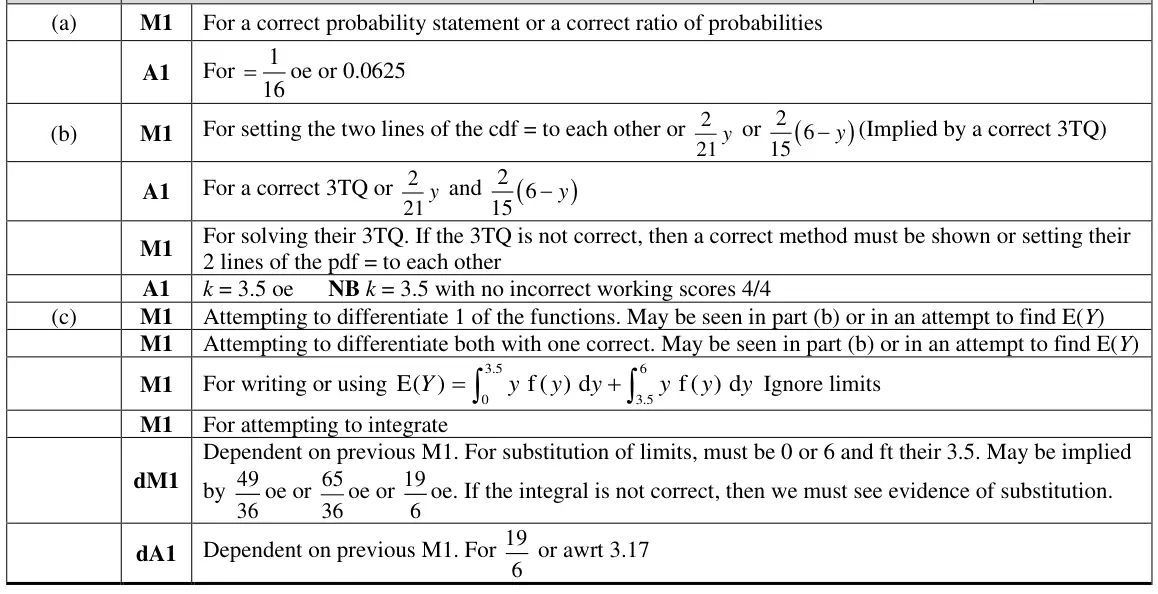 (a) M1 For a correct probability statement or a correct ratio of probabilities
A1 For = 1/16 oe or 0.0625
(b) M1 For setting the two lines of the cdf = to each other or 2/21 y or 2/15 (6 – y) (Implied by a correct 3TQ)
A1 For a correct 3TQ or 2/21 y and 2/15 (6 – y)
M1 For solving their 3TQ. If the 3TQ is not correct, then a correct method must be shown or setting their
2 lines of the pdf = to each other
A1 k = 3.5 oe NB k = 3.5 with no incorrect working scores 4/4
(c) M1 Attempting to differentiate 1 of the functions. May be seen in part (b) or in an attempt to find E(Y)
M1 Attempting to differentiate both with one correct. May be seen in part (b) or in an attempt to find E(Y)
M1 For writing or using E(Y) = ∫₀^3.5 y f(y) dy + ∫_3.5^6 y f(y) dy Ignore limits
M1 For attempting to integrate
Dependent on previous M1. For substitution of limits, must be 0 or 6 and ft their 3.5. May be implied
dM1 by 49/36 oe or 65/36 oe or 19/6 oe. If the integral is not correct, then we must see evidence of substitution.
dA1 Dependent on previous M1. For 19/6 or awrt 3.17